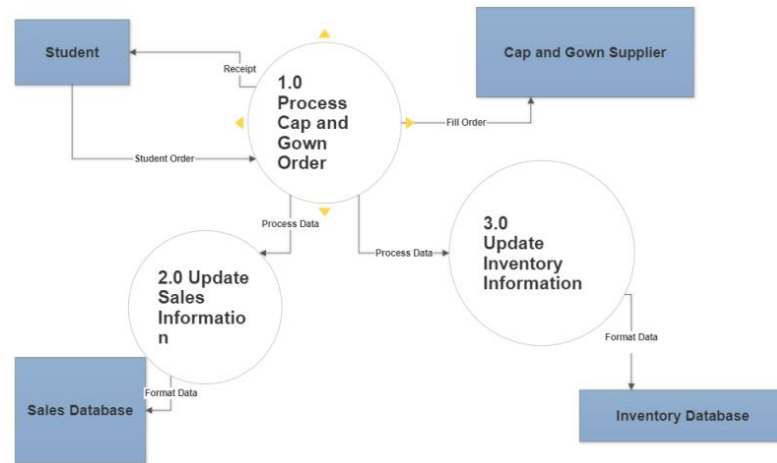 Student
Cap and Gown Supplier
Receipt
1.0
Process
Cap and
Gown
Order
Fill Order
Student Order
Process Data
3.0
Update
Inventory
Information
Process Data
2.0 Update
Sales
Informatio
n
Format Data
Sales Database
Format Data
Inventory Database